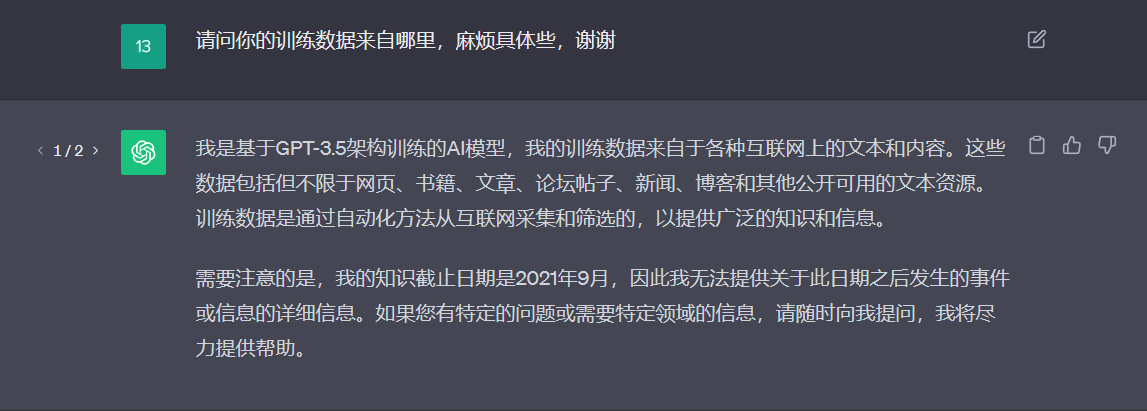 13
请问你的训练数据来自哪里，麻烦具体些，谢谢
1 / 2
我是基于GPT-3.5架构训练的AI模型，我的训练数据来自于各种互联网上的文本和内容。这些
数据包括但不限于网页、书籍、文章、论坛帖子、新闻、博客和其他公开可用的文本资源。
训练数据是通过自动化方法从互联网采集和筛选的，以提供广泛的知识和信息。
需要注意的是，我的知识截止日期是2021年9月，因此我无法提供关于此日期之后发生的事件
或信息的详细信息。如果您有特定的问题或需要特定领域的信息，请随时向我提问，我将尽
力提供帮助。